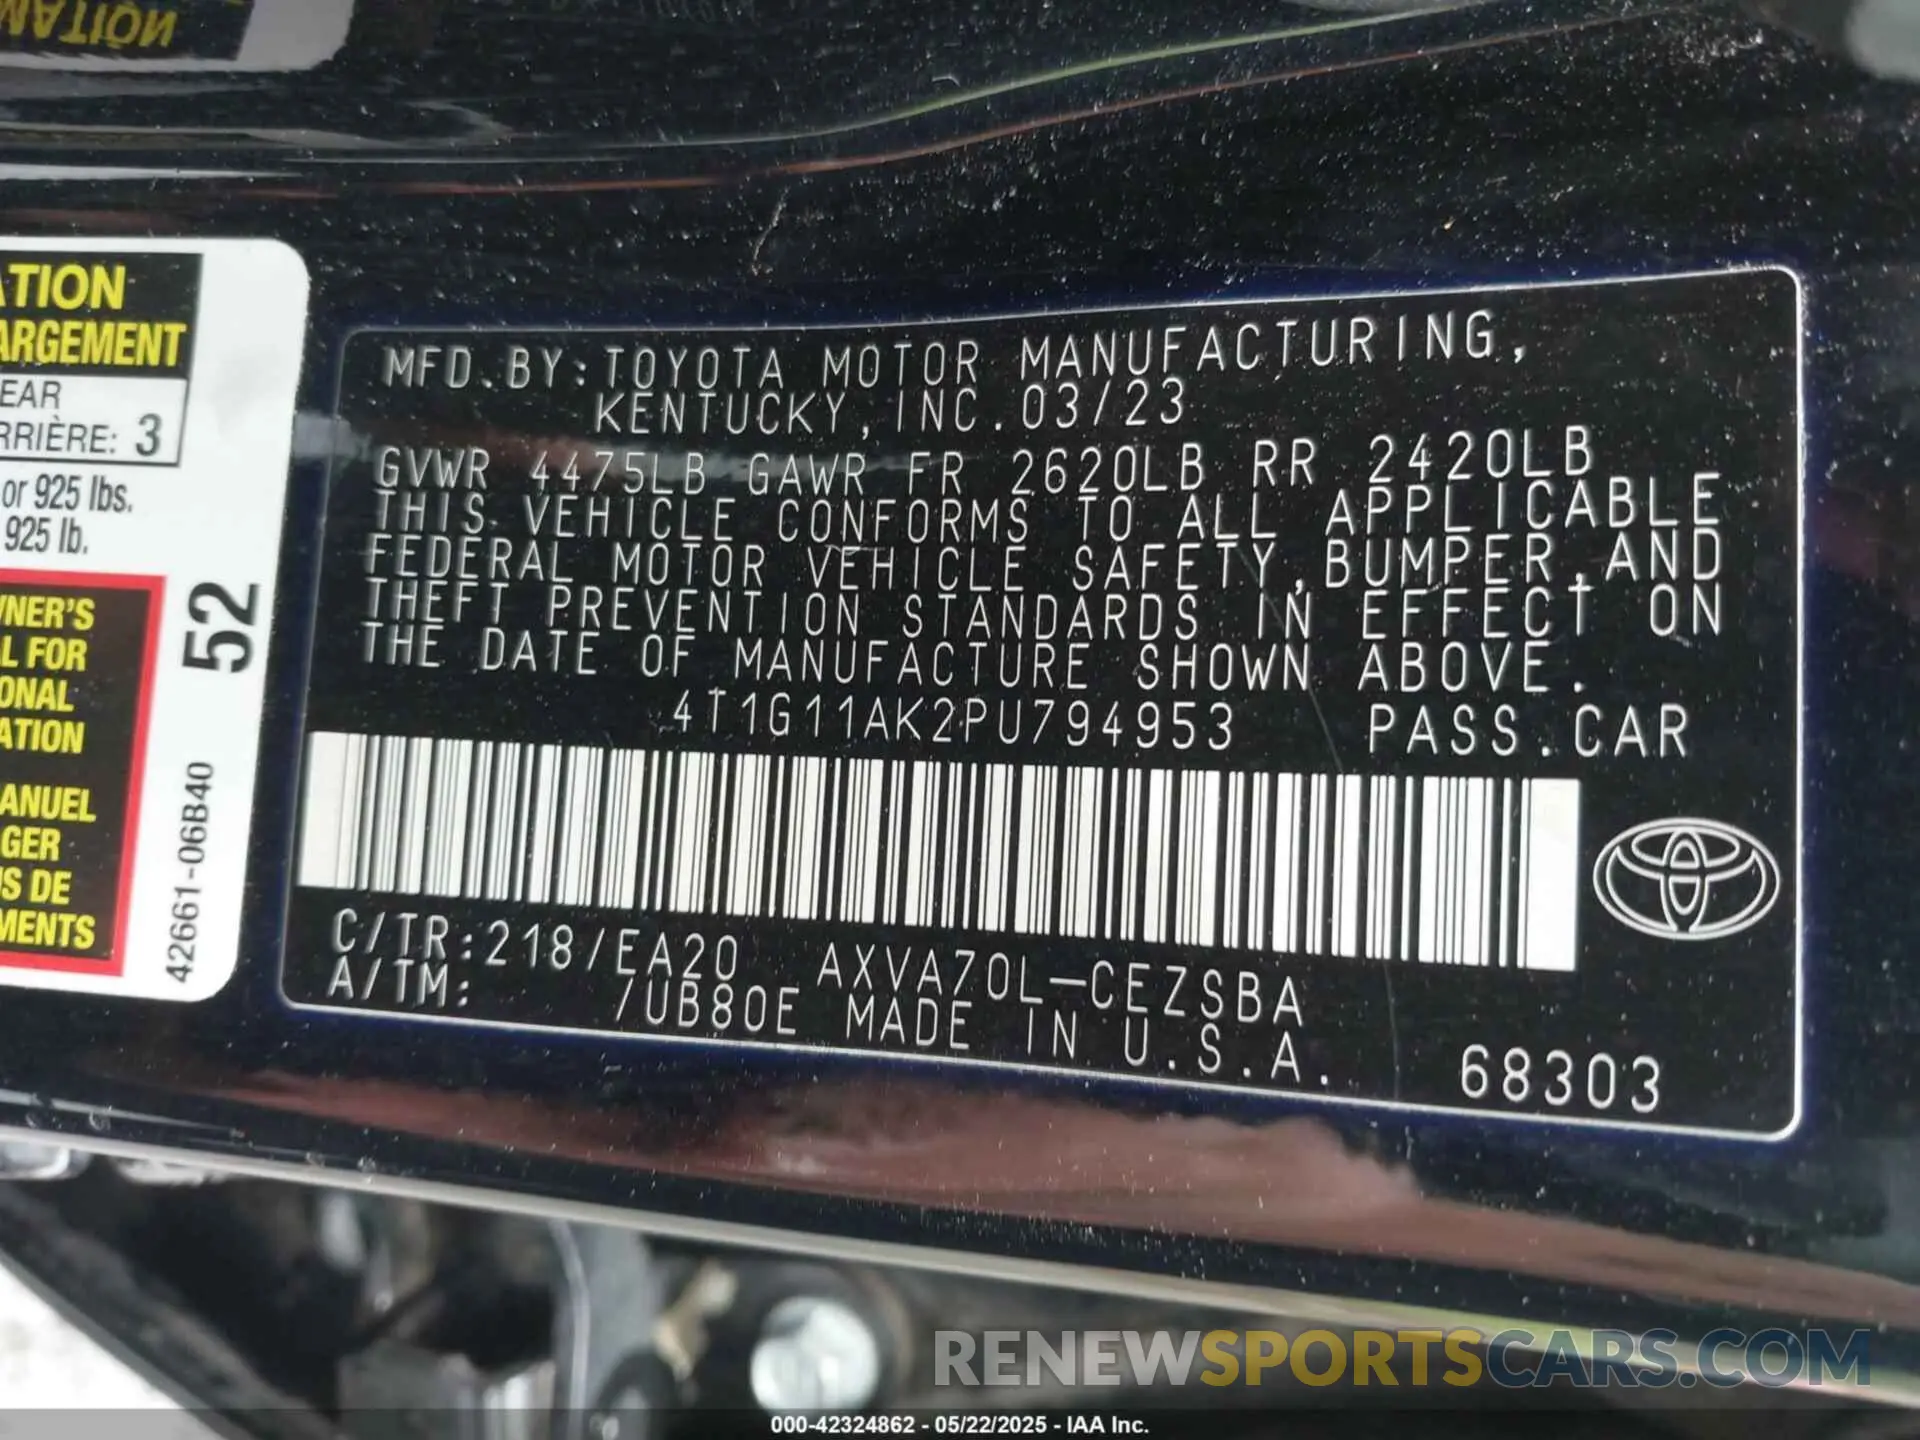 MATION
ATION
ARGEMENT
EAR
RRIÈRE: 3
or 925 lbs.
925 lb.
WNER'S
L FOR
ONAL
ATION
ANUEL
GER
US DE
MENTS
52
42661-06B40
MFD.BY:TOYOTA MOTOR MANUFACTURING,
KENTUCKY,INC.03/23
GVWR 4475LB GAWR FR 2620LB RR 2420LB
THIS VEHICLE CONFORMS TO ALL APPLICABLE
FEDERAL MOTOR VEHICLE SAFETY,BUMPER,AND
THEFT PREVENTION STANDARDS IN EFFECT ON
THE DATE OF MANUFACTURE SHOWN ABOVE.
4T1G11AK2PU794953 PASS.CAR
C/TR:218/EA20 AXVA70L-CEZSBA
A/TM: /UB80E MADE IN U.S.A.
68303
RENEWSPORTSCARS.COM
000-42324862 - 05/22/2025 - IAA Inc.